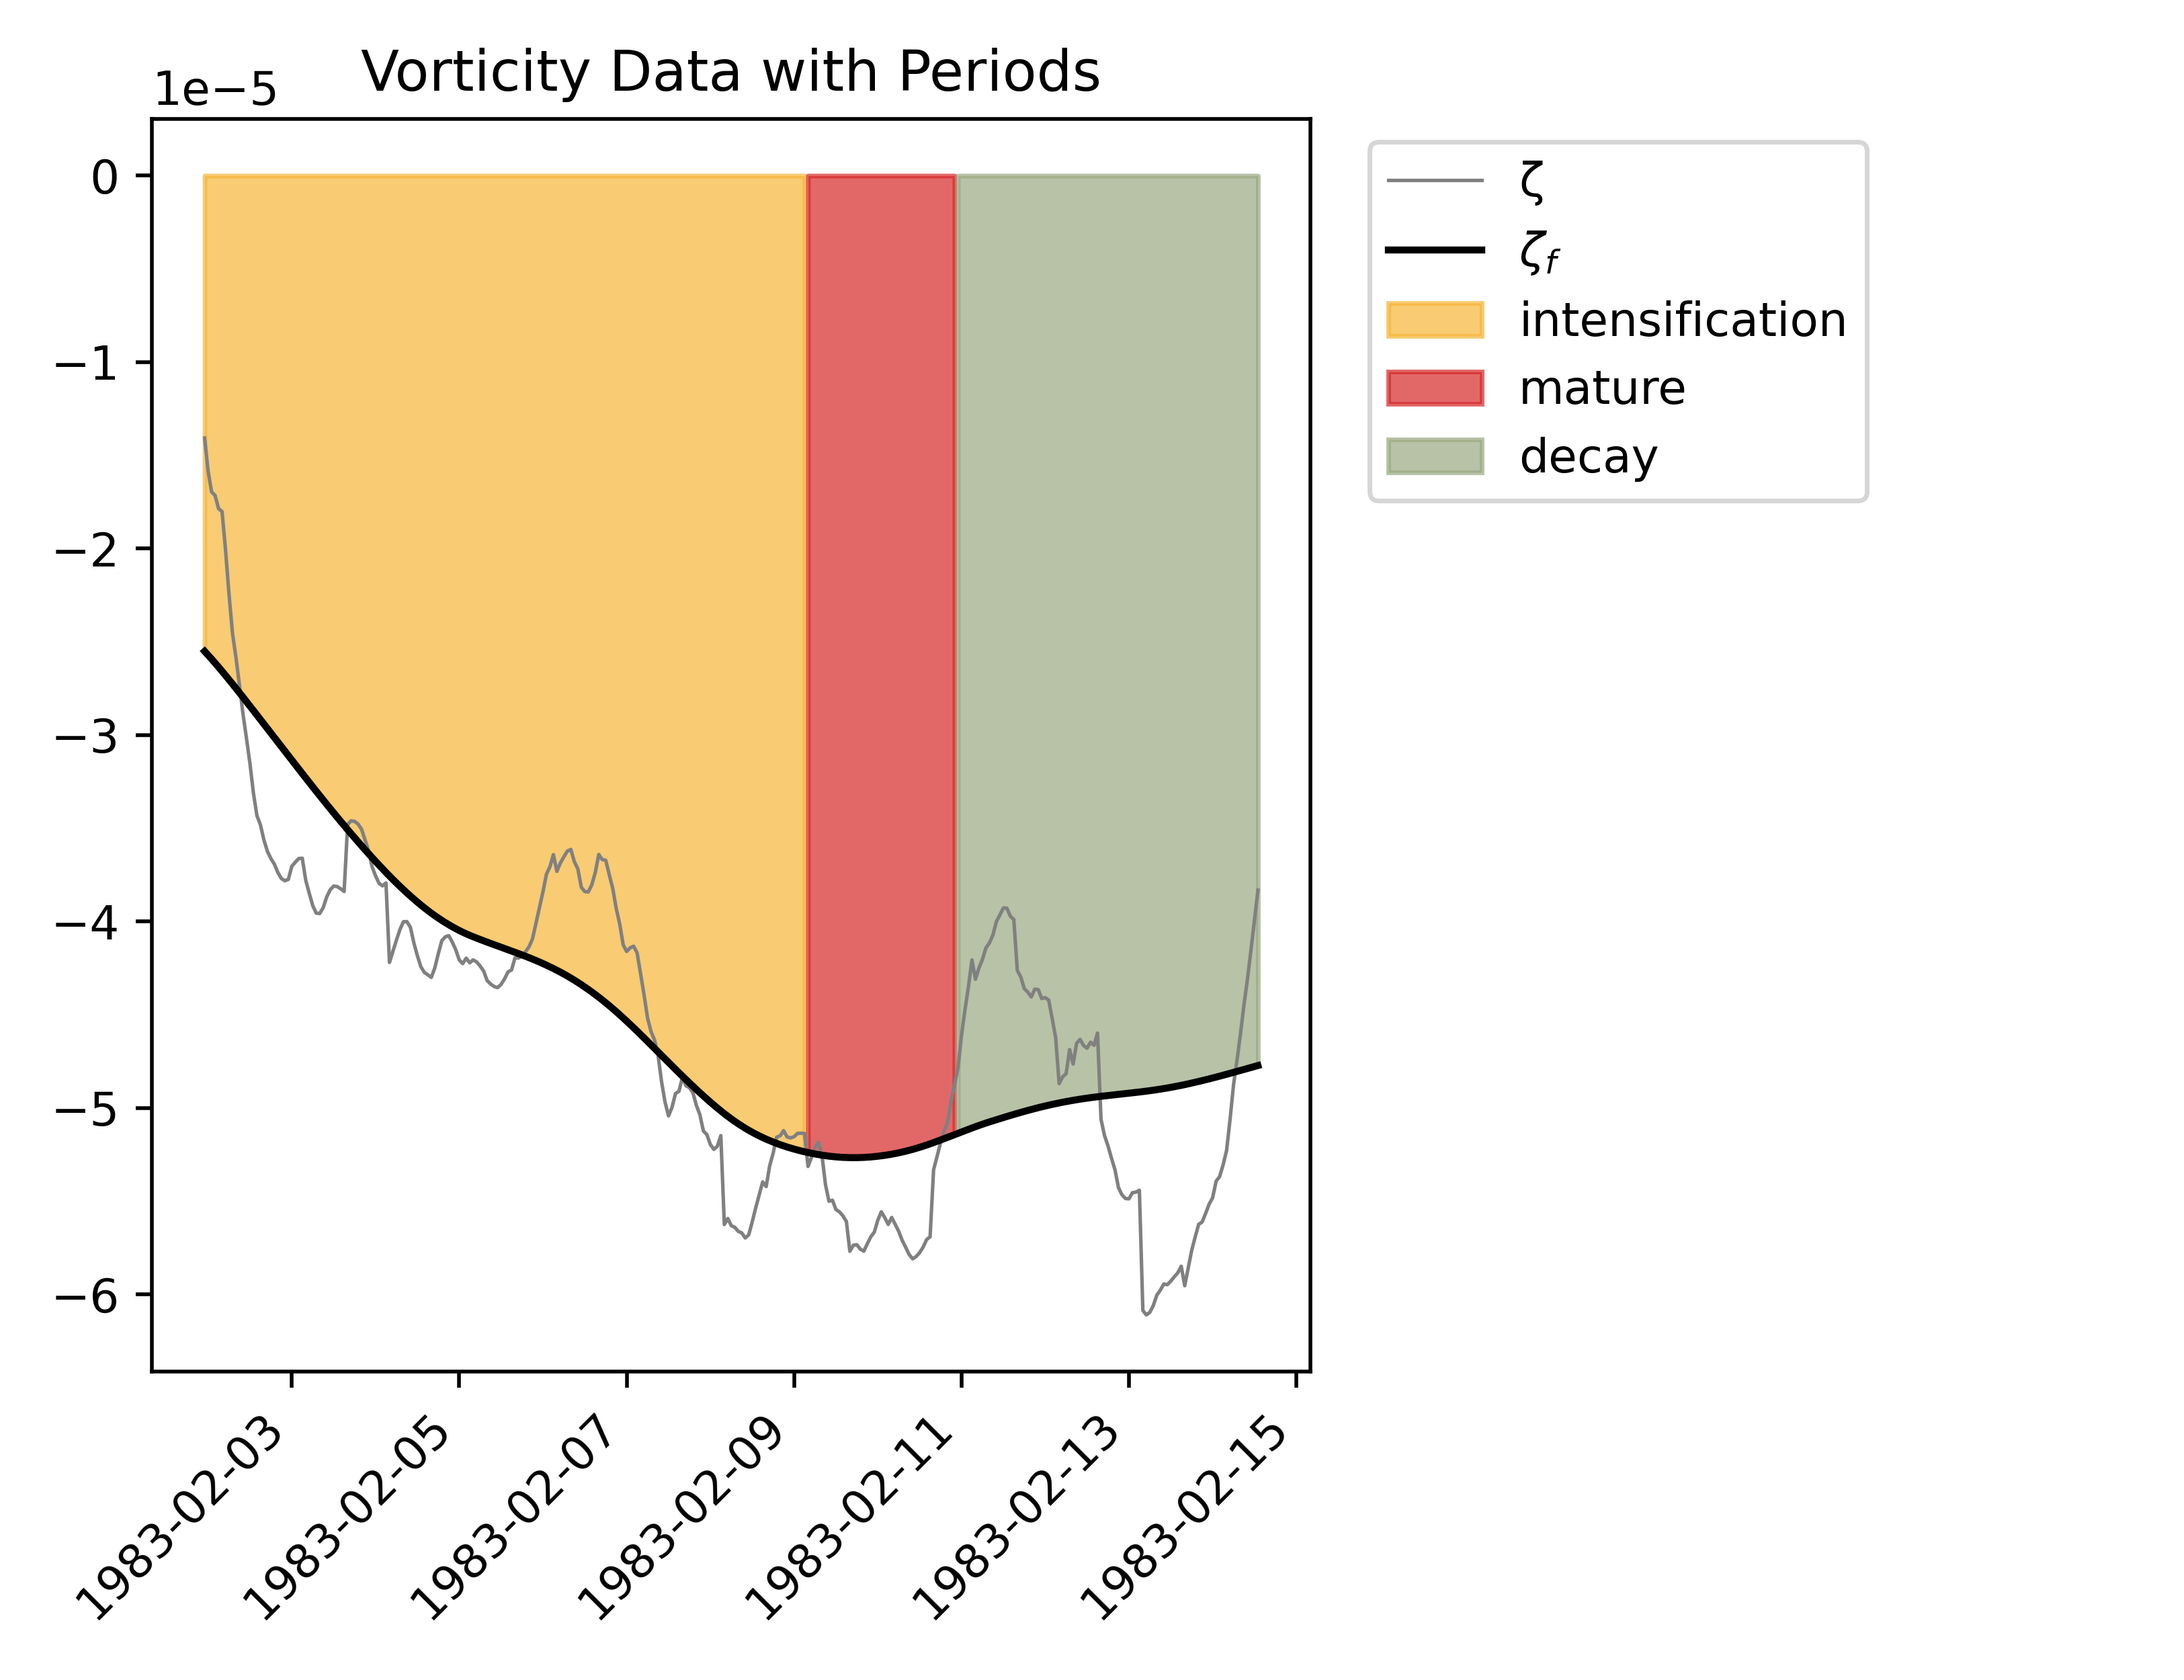 Vorticity Data with Periods
1e−5
0
−1
−2
−3
−4
−5
−6
1983-02-03
1983-02-05
1983-02-07
1983-02-09
1983-02-11
1983-02-13
1983-02-15
ζ
ζf
intensification
mature
decay